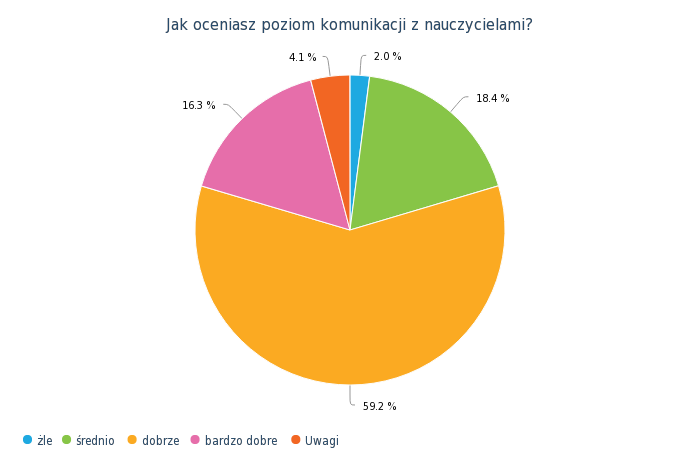 Jak oceniasz poziom komunikacji z nauczycielami?
4.1 %
2.0 %
16.3 %
18.4 %
59.2 %
żle
średnio
dobrze
bardzo dobre
Uwagi